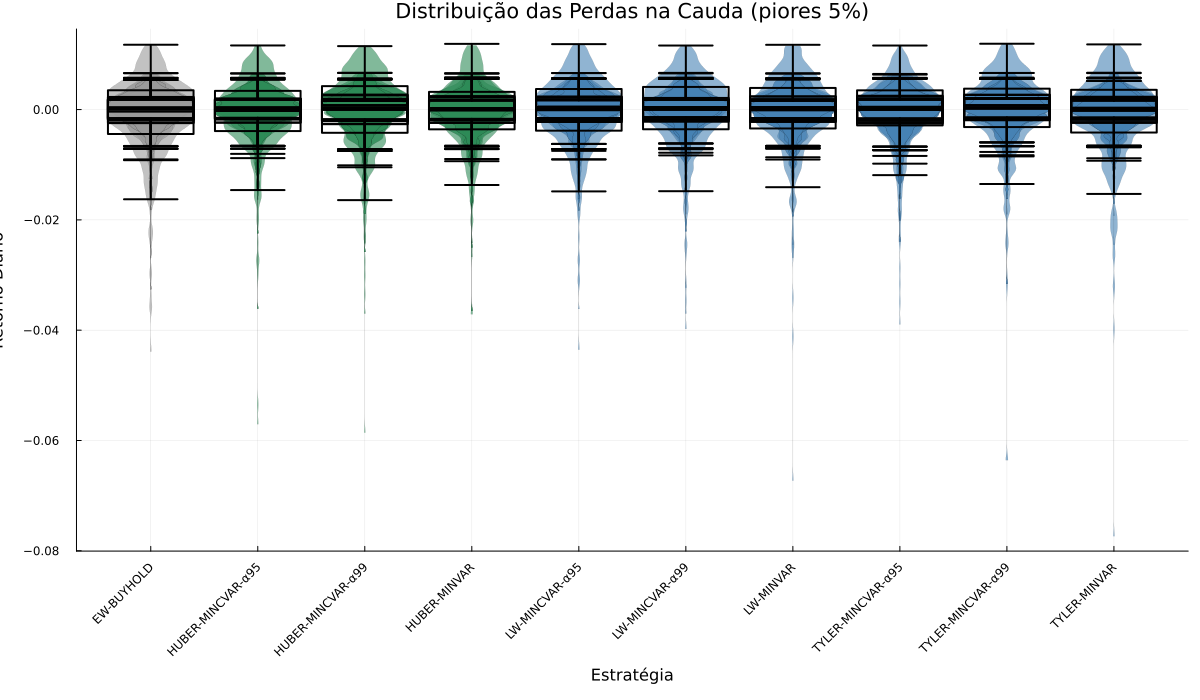 Distribuição das Perdas na Cauda (piores 5%)
0.00
−0.02
−0.04
−0.06
−0.08
EW-BUYHOLD
HUBER-MINCVAR-α95
HUBER-MINCVAR-α99
HUBER-MINVAR
LW-MINCVAR-α95
LW-MINCVAR-α99
LW-MINVAR
TYLER-MINCVAR-α95
TYLER-MINCVAR-α99
TYLER-MINVAR
Estratégia